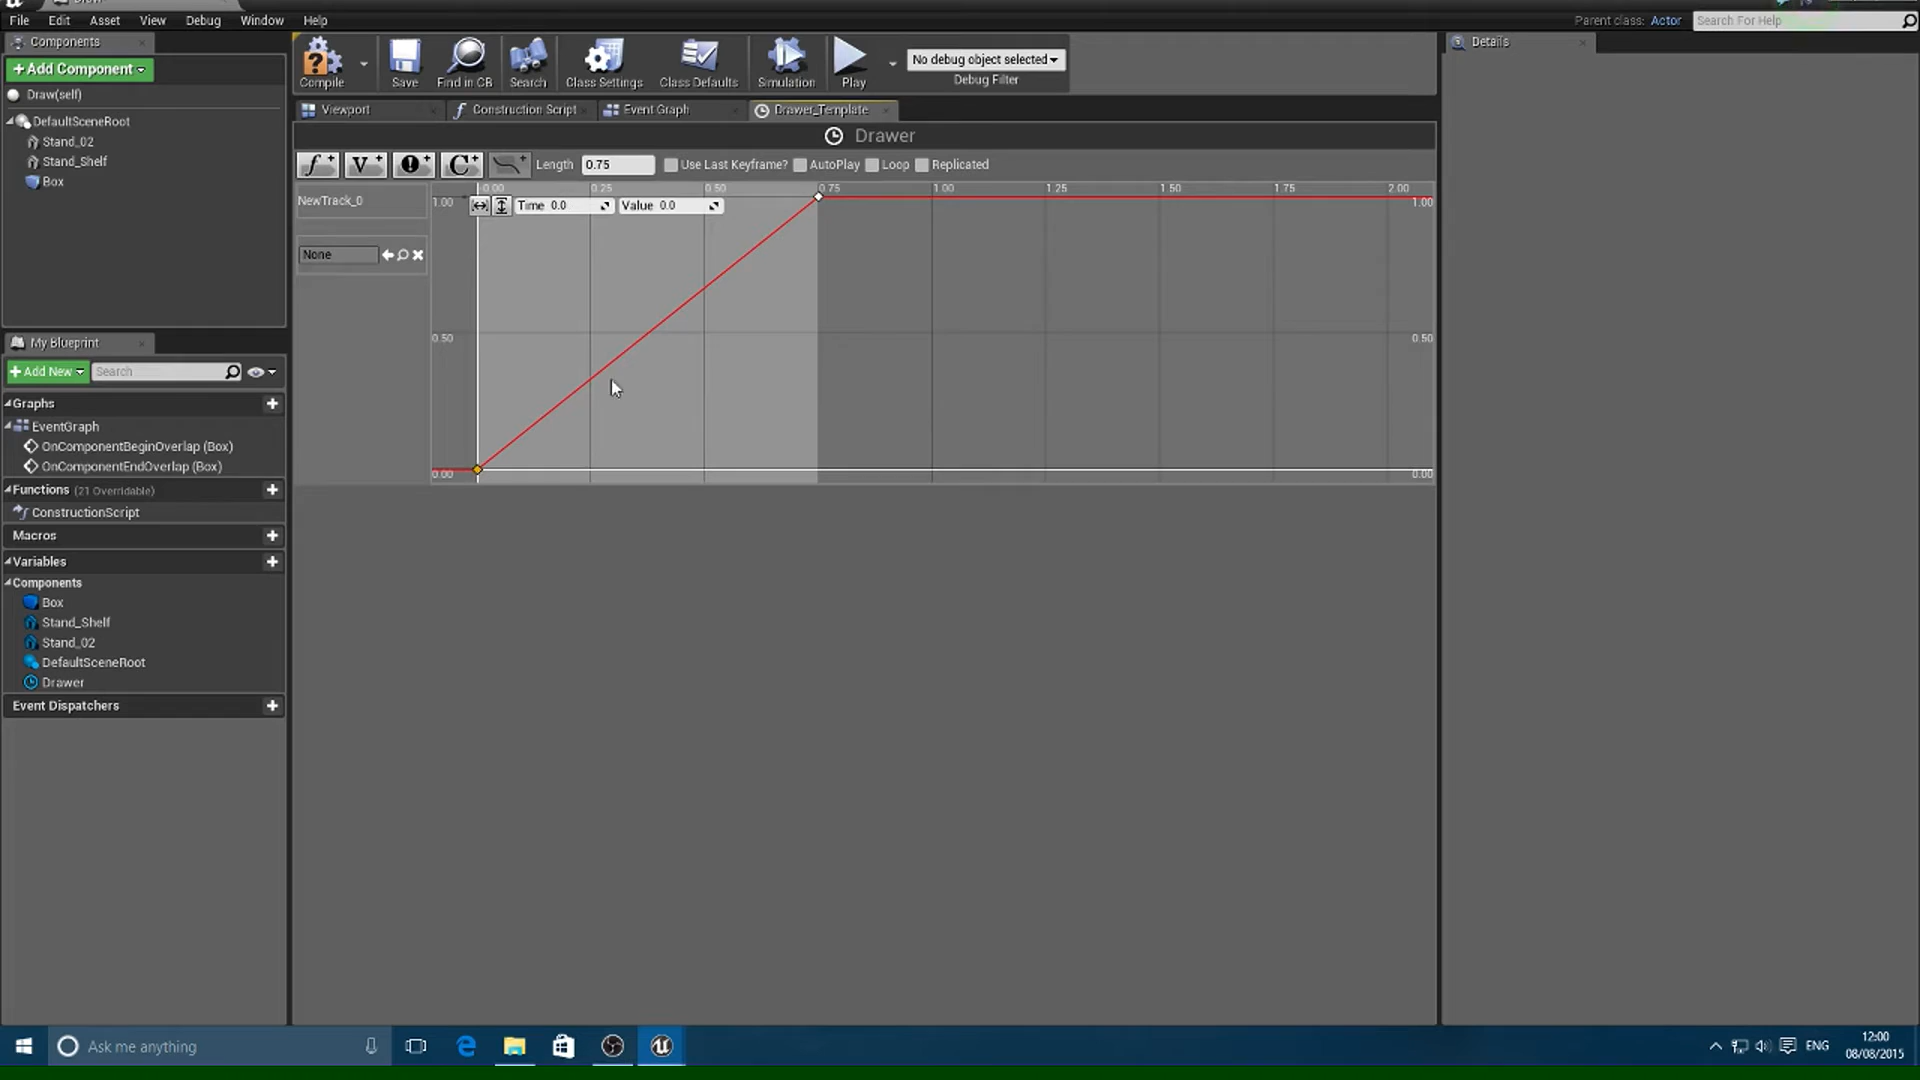 File Edit Asset View Debug Window Help
Parent class: Actor Search For Help
Components
+Add Component
Draw(self)
DefaultSceneRoot
Stand_02
Stand_Shelf
Box
Compile Save Find in CB Search Class Settings Class Defaults Simulation Play
No debug object selected
Debug Filter
Details
Viewport Construction Script Event Graph Drawer_Template
Drawer
Length 0.75 Use Last Keyframe? AutoPlay Loop Replicated
0.00 0.25 0.50 0.75 1.00 1.25 1.50 1.75 2.00
NewTrack_0
1.00 Time 0.0 Value 0.0 1.00
None
0.50 0.50
0.00 0.00
My Blueprint
+Add New Search
Graphs
EventGraph
OnComponentBeginOverlap (Box)
OnComponentEndOverlap (Box)
Functions (21 Overridable)
ConstructionScript
Macros
Variables
Components
Box
Stand_Shelf
Stand_02
DefaultSceneRoot
Drawer
Event Dispatchers
Ask me anything
ENG
12:00
08/08/2015